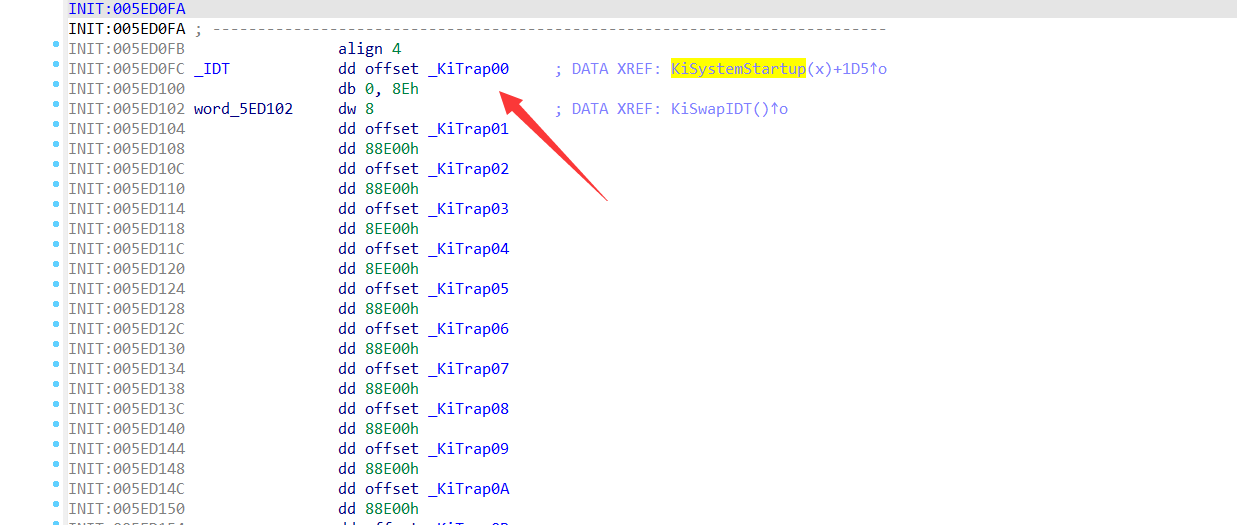 INIT:005ED0FA
INIT:005ED0FA ; ---------------------------------------------------------------------------
INIT:005ED0FB align 4
INIT:005ED0FC _IDT dd offset _KiTrap00 ; DATA XREF: KiSystemStartup(x)+1D5↑o
INIT:005ED100 db 0, 8Eh
INIT:005ED102 word_5ED102 dw 8 ; DATA XREF: KiSwapIDT()↑o
INIT:005ED104 dd offset _KiTrap01
INIT:005ED108 dd 88E00h
INIT:005ED10C dd offset _KiTrap02
INIT:005ED110 dd 88E00h
INIT:005ED114 dd offset _KiTrap03
INIT:005ED118 dd 8EE00h
INIT:005ED11C dd offset _KiTrap04
INIT:005ED120 dd 8EE00h
INIT:005ED124 dd offset _KiTrap05
INIT:005ED128 dd 88E00h
INIT:005ED12C dd offset _KiTrap06
INIT:005ED130 dd 88E00h
INIT:005ED134 dd offset _KiTrap07
INIT:005ED138 dd 88E00h
INIT:005ED13C dd offset _KiTrap08
INIT:005ED140 dd 88E00h
INIT:005ED144 dd offset _KiTrap09
INIT:005ED148 dd 88E00h
INIT:005ED14C dd offset _KiTrap0A
INIT:005ED150 dd 88E00h